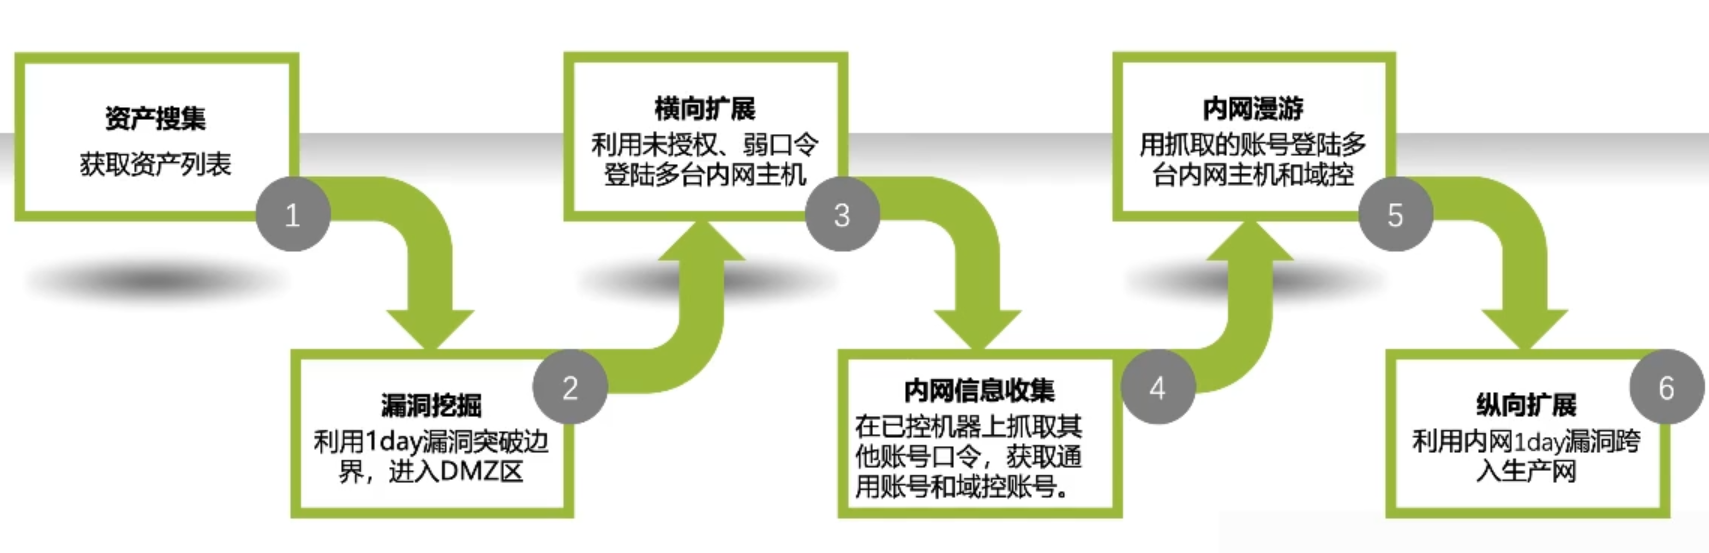 资产搜集
获取资产列表
1
漏洞挖掘
利用1day漏洞突破边
界，进入DMZ区
2
横向扩展
利用未授权、弱口令
登陆多台内网主机
3
内网信息收集
在已控机器上抓取其
他账号口令，获取通
用账号和域控账号。
4
内网漫游
用抓取的账号登陆多
台内网主机和域控
5
纵向扩展
利用内网1day漏洞跨
入生产网
6